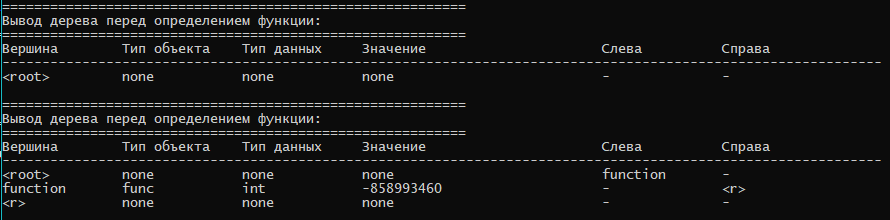 ==========================================================
Вывод дерева перед определением функции:
==========================================================
Вершина Тип объекта Тип данных Значение Слева Справа
--------------------------------------------------------------------------------------------------------------
<root> none none none - -
==========================================================
Вывод дерева перед определением функции:
==========================================================
Вершина Тип объекта Тип данных Значение Слева Справа
--------------------------------------------------------------------------------------------------------------
<root> none none none function -
function func int -858993460 - <r>
<r> none none none - -